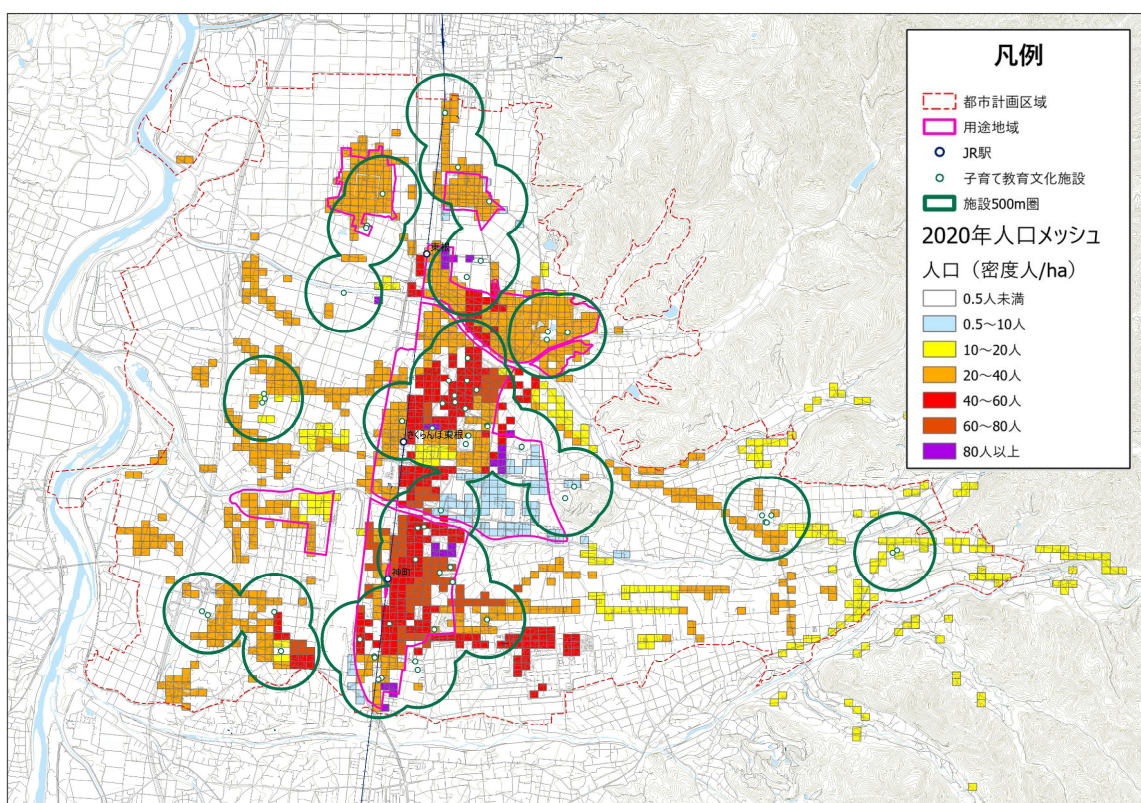 凡例
都市計画区域
用途地域
JR駅
子育て教育文化施設
施設500m圏
2020年人口メッシュ
人口（密度人/ha）
0.5人未満
0.5～10人
10～20人
20～40人
40～60人
60～80人
80人以上
東根
さくらんぼ東根
神町